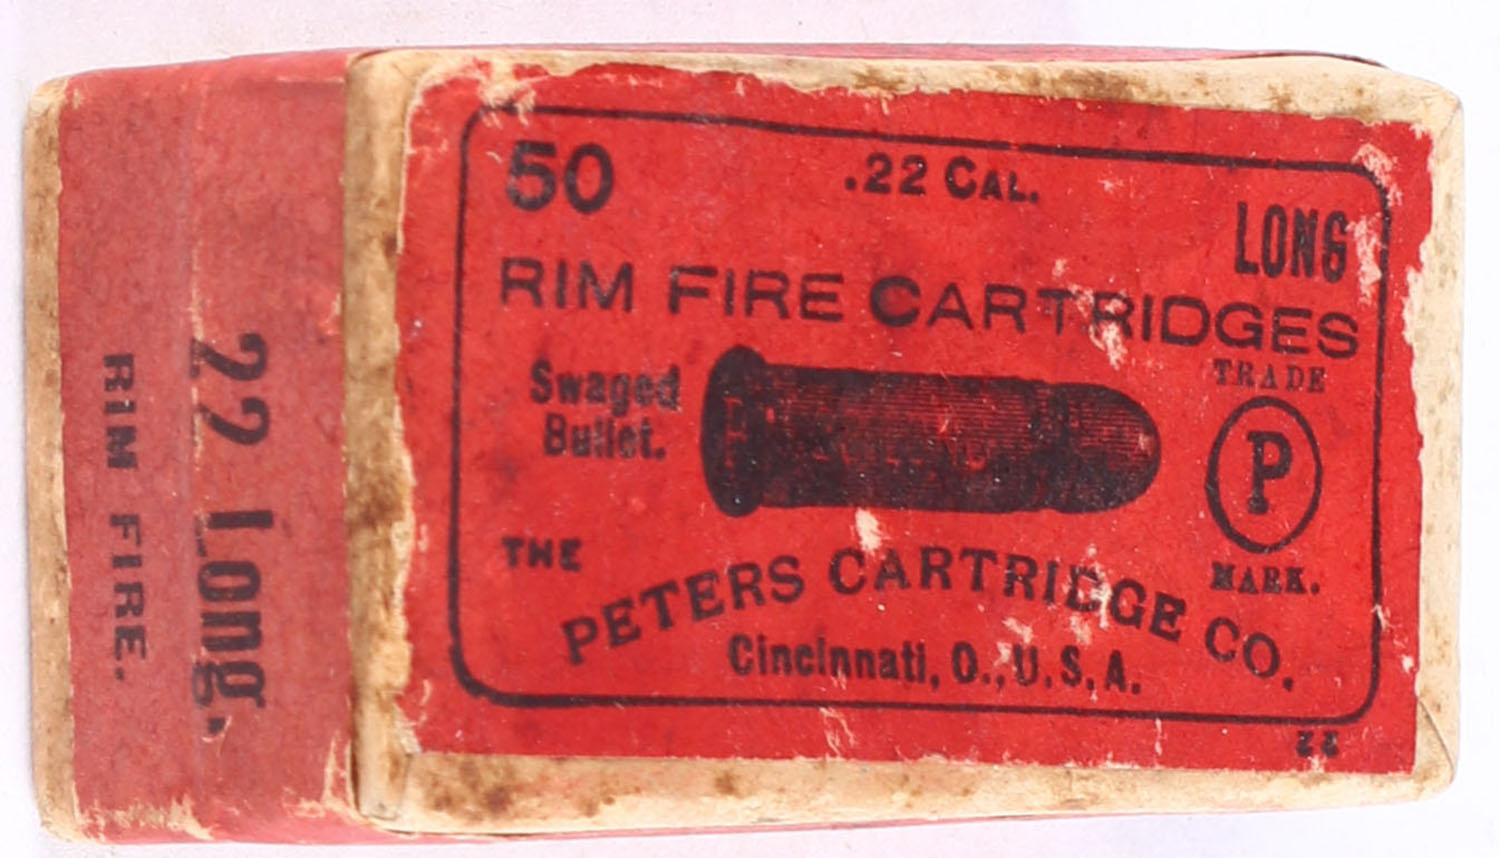 50
.22 CAL.
LONG
RIM FIRE CARTRIDGES
Swaged
Bullet.
TRADE
P
MARK.
THE
PETERS CARTRIDGE CO.
Cincinnati, O., U.S.A.
22 Long.
RIM FIRE.